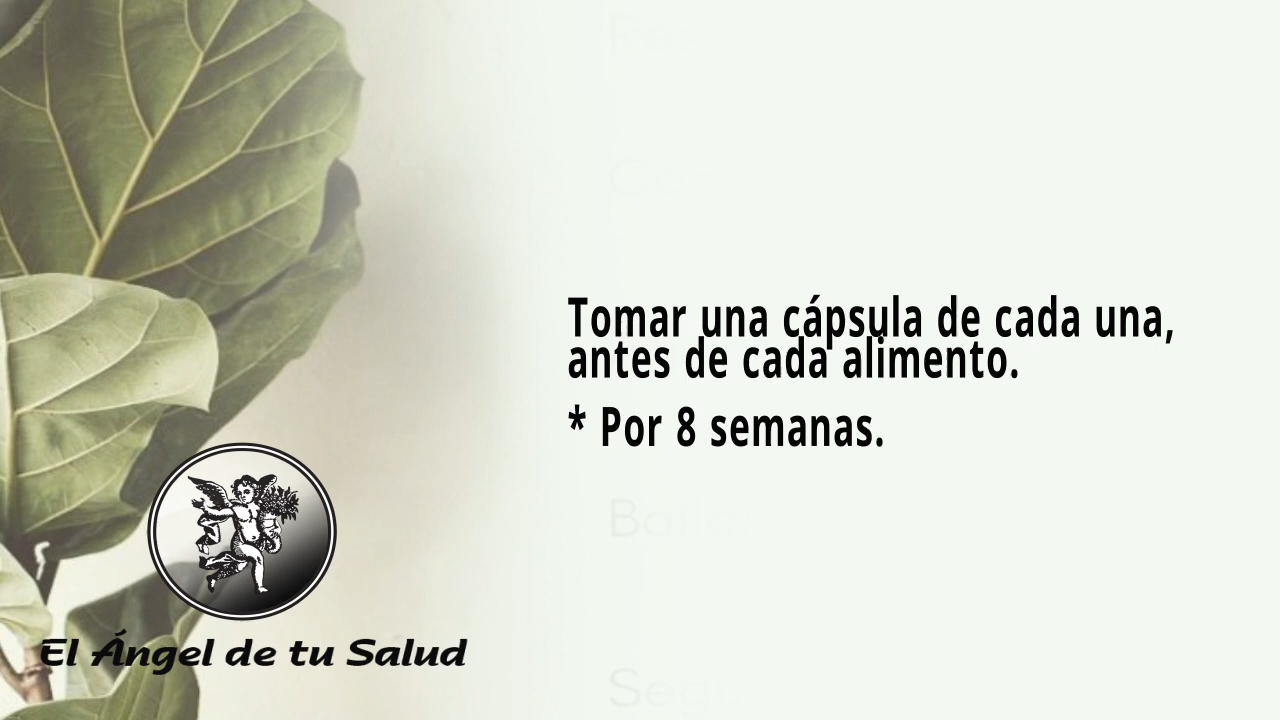 Tomar una cápsula de cada una,
antes de cada alimento.
* Por 8 semanas.
El Ángel de tu Salud